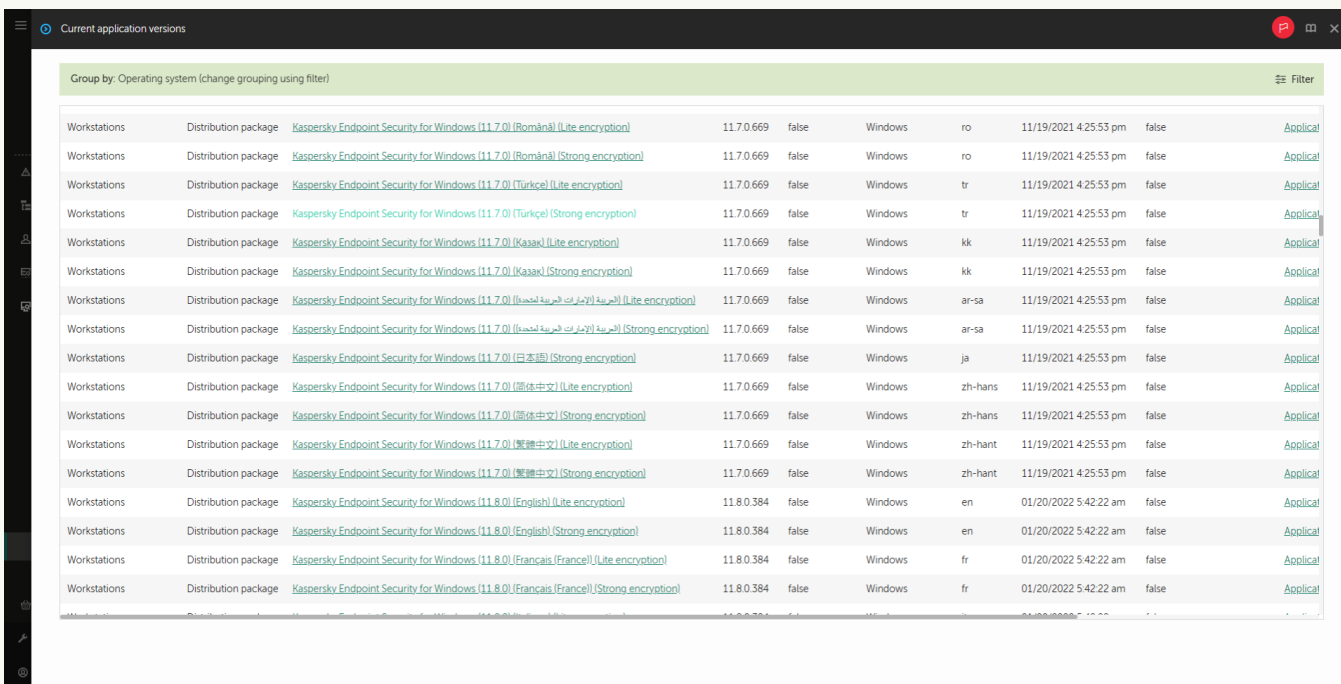 Current application versions
Group by: Operating system (change grouping using filter) Filter
Workstations Distribution package Kaspersky Endpoint Security for Windows (11.7.0) (Română) (Lite encryption) 11.7.0.669 false Windows ro 11/19/2021 4:25:53 pm false Applicat
Workstations Distribution package Kaspersky Endpoint Security for Windows (11.7.0) (Română) (Strong encryption) 11.7.0.669 false Windows ro 11/19/2021 4:25:53 pm false Applicat
Workstations Distribution package Kaspersky Endpoint Security for Windows (11.7.0) (Türkçe) (Lite encryption) 11.7.0.669 false Windows tr 11/19/2021 4:25:53 pm false Applicat
Workstations Distribution package Kaspersky Endpoint Security for Windows (11.7.0) (Türkçe) (Strong encryption) 11.7.0.669 false Windows tr 11/19/2021 4:25:53 pm false Applicat
Workstations Distribution package Kaspersky Endpoint Security for Windows (11.7.0) (Қазақ) (Lite encryption) 11.7.0.669 false Windows kk 11/19/2021 4:25:53 pm false Applicat
Workstations Distribution package Kaspersky Endpoint Security for Windows (11.7.0) (Қазақ) (Strong encryption) 11.7.0.669 false Windows kk 11/19/2021 4:25:53 pm false Applicat
Workstations Distribution package Kaspersky Endpoint Security for Windows (11.7.0) (العربية (الإمارات العربية لمتحدة)) (Lite encryption) 11.7.0.669 false Windows ar-sa 11/19/2021 4:25:53 pm false Applicat
Workstations Distribution package Kaspersky Endpoint Security for Windows (11.7.0) (العربية (الإمارات العربية لمتحدة)) (Strong encryption) 11.7.0.669 false Windows ar-sa 11/19/2021 4:25:53 pm false Applicat
Workstations Distribution package Kaspersky Endpoint Security for Windows (11.7.0) (日本語) (Strong encryption) 11.7.0.669 false Windows ja 11/19/2021 4:25:53 pm false Applicat
Workstations Distribution package Kaspersky Endpoint Security for Windows (11.7.0) (简体中文) (Lite encryption) 11.7.0.669 false Windows zh-hans 11/19/2021 4:25:53 pm false Applicat
Workstations Distribution package Kaspersky Endpoint Security for Windows (11.7.0) (简体中文) (Strong encryption) 11.7.0.669 false Windows zh-hans 11/19/2021 4:25:53 pm false Applicat
Workstations Distribution package Kaspersky Endpoint Security for Windows (11.7.0) (繁體中文) (Lite encryption) 11.7.0.669 false Windows zh-hant 11/19/2021 4:25:53 pm false Applicat
Workstations Distribution package Kaspersky Endpoint Security for Windows (11.7.0) (繁體中文) (Strong encryption) 11.7.0.669 false Windows zh-hant 11/19/2021 4:25:53 pm false Applicat
Workstations Distribution package Kaspersky Endpoint Security for Windows (11.8.0) (English) (Lite encryption) 11.8.0.384 false Windows en 01/20/2022 5:42:22 am false Applicat
Workstations Distribution package Kaspersky Endpoint Security for Windows (11.8.0) (English) (Strong encryption) 11.8.0.384 false Windows en 01/20/2022 5:42:22 am false Applicat
Workstations Distribution package Kaspersky Endpoint Security for Windows (11.8.0) (Français (France)) (Lite encryption) 11.8.0.384 false Windows fr 01/20/2022 5:42:22 am false Applicat
Workstations Distribution package Kaspersky Endpoint Security for Windows (11.8.0) (Français (France)) (Strong encryption) 11.8.0.384 false Windows fr 01/20/2022 5:42:22 am false Applicat